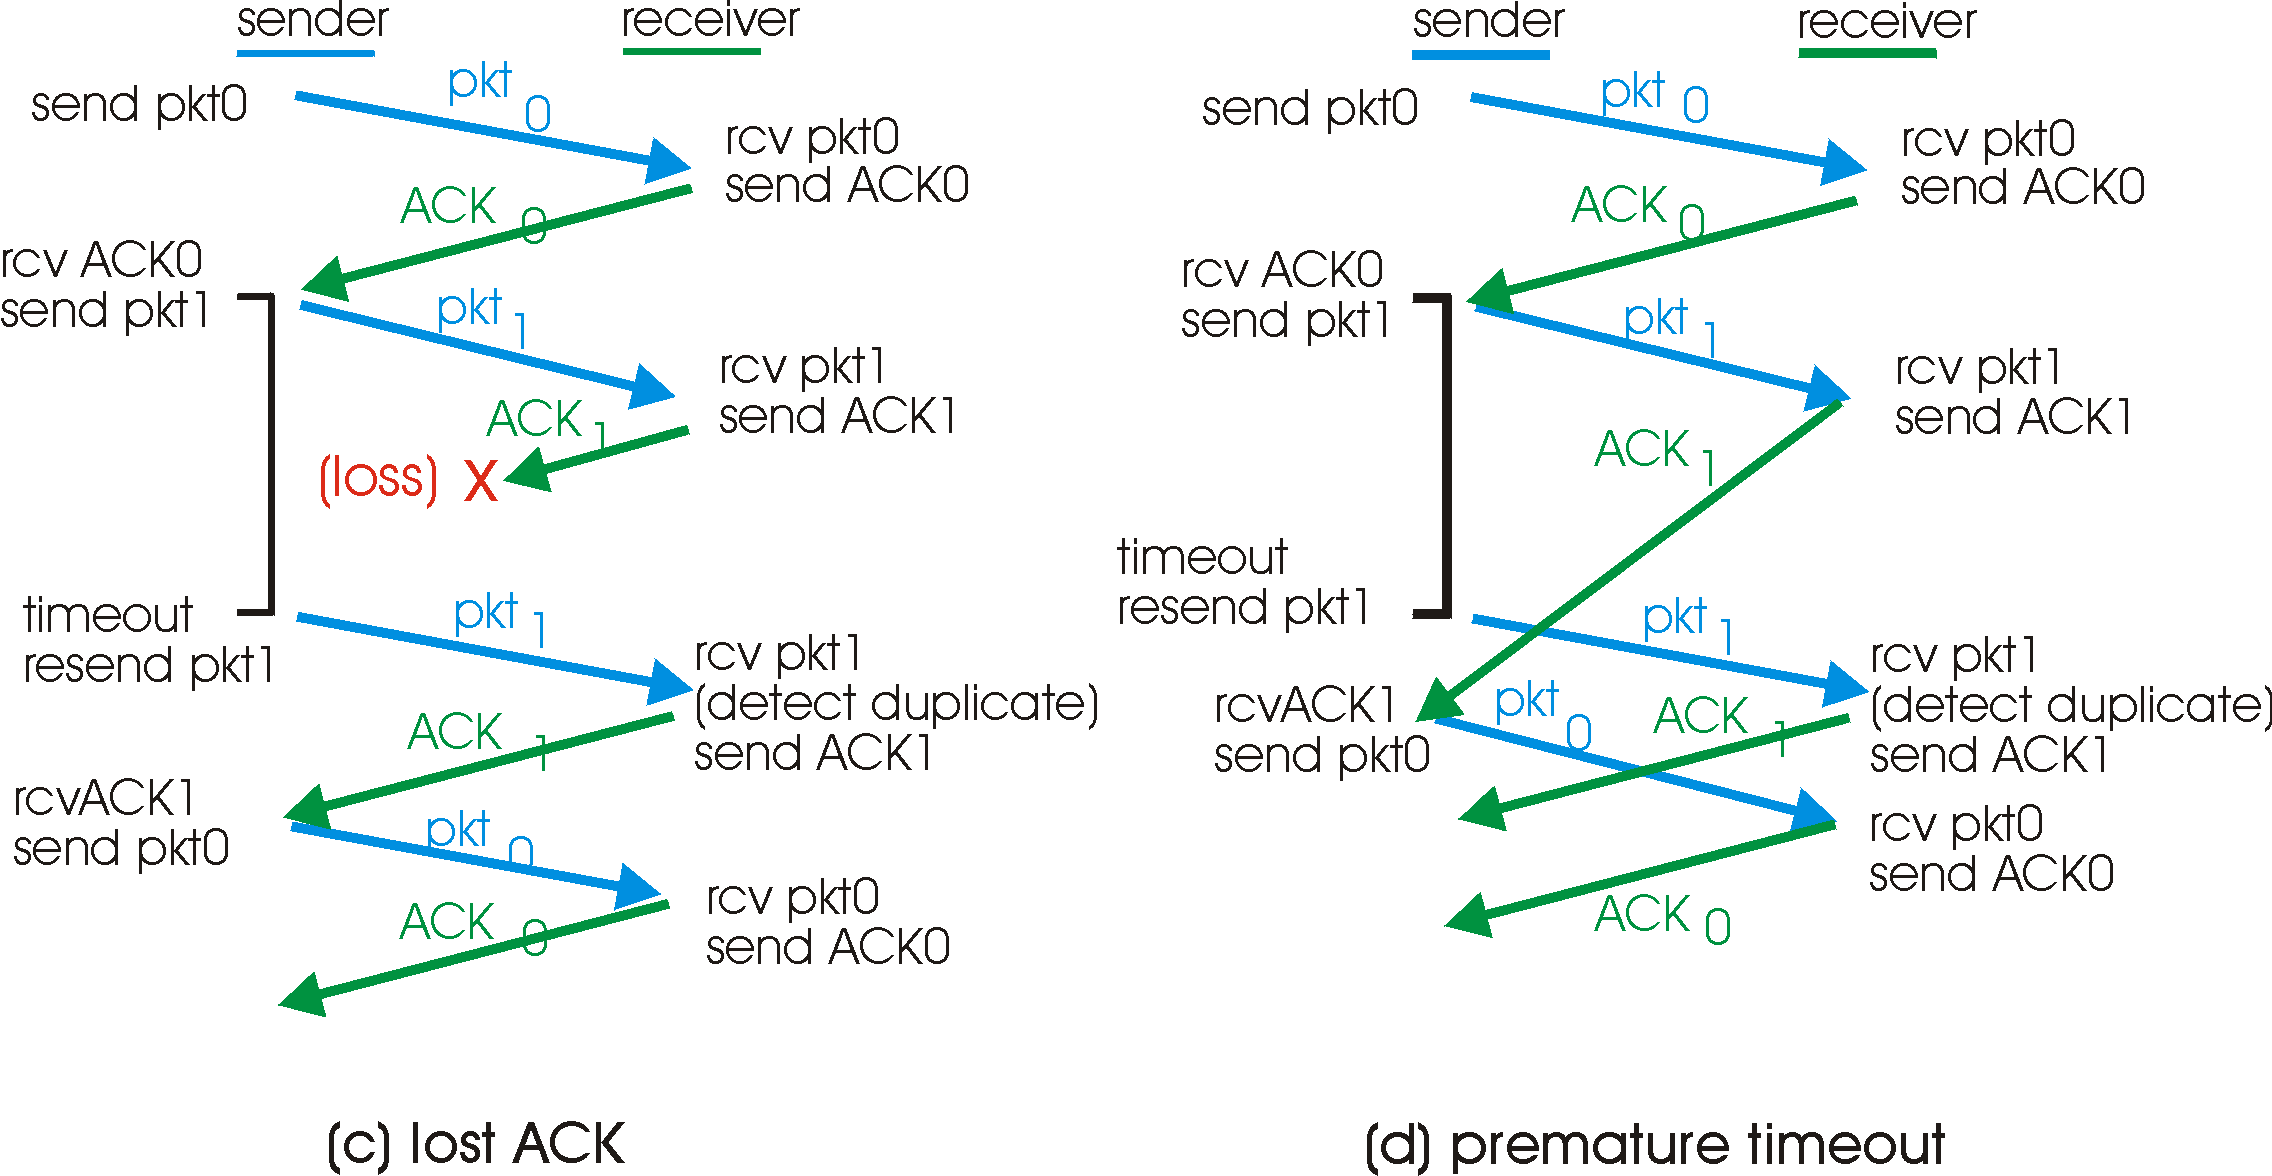 sender
receiver
send pkt0
pkt 0
rcv pkt0
send ACK0
ACK 0
rcv ACK0
send pkt1
pkt 1
rcv pkt1
send ACK1
ACK 1
(loss) X
timeout
resend pkt1
pkt 1
rcv pkt1
(detect duplicate)
send ACK1
ACK 1
rcvACK1
send pkt0
pkt 0
rcv pkt0
send ACK0
ACK 0
(c) lost ACK
sender
receiver
send pkt0
pkt 0
rcv pkt0
send ACK0
ACK 0
rcv ACK0
send pkt1
pkt 1
rcv pkt1
send ACK1
ACK 1
timeout
resend pkt1
pkt 1
rcv pkt1
(detect duplicate)
send ACK1
rcvACK1
send pkt0
pkt 0
ACK 1
rcv pkt0
send ACK0
ACK 0
(d) premature timeout